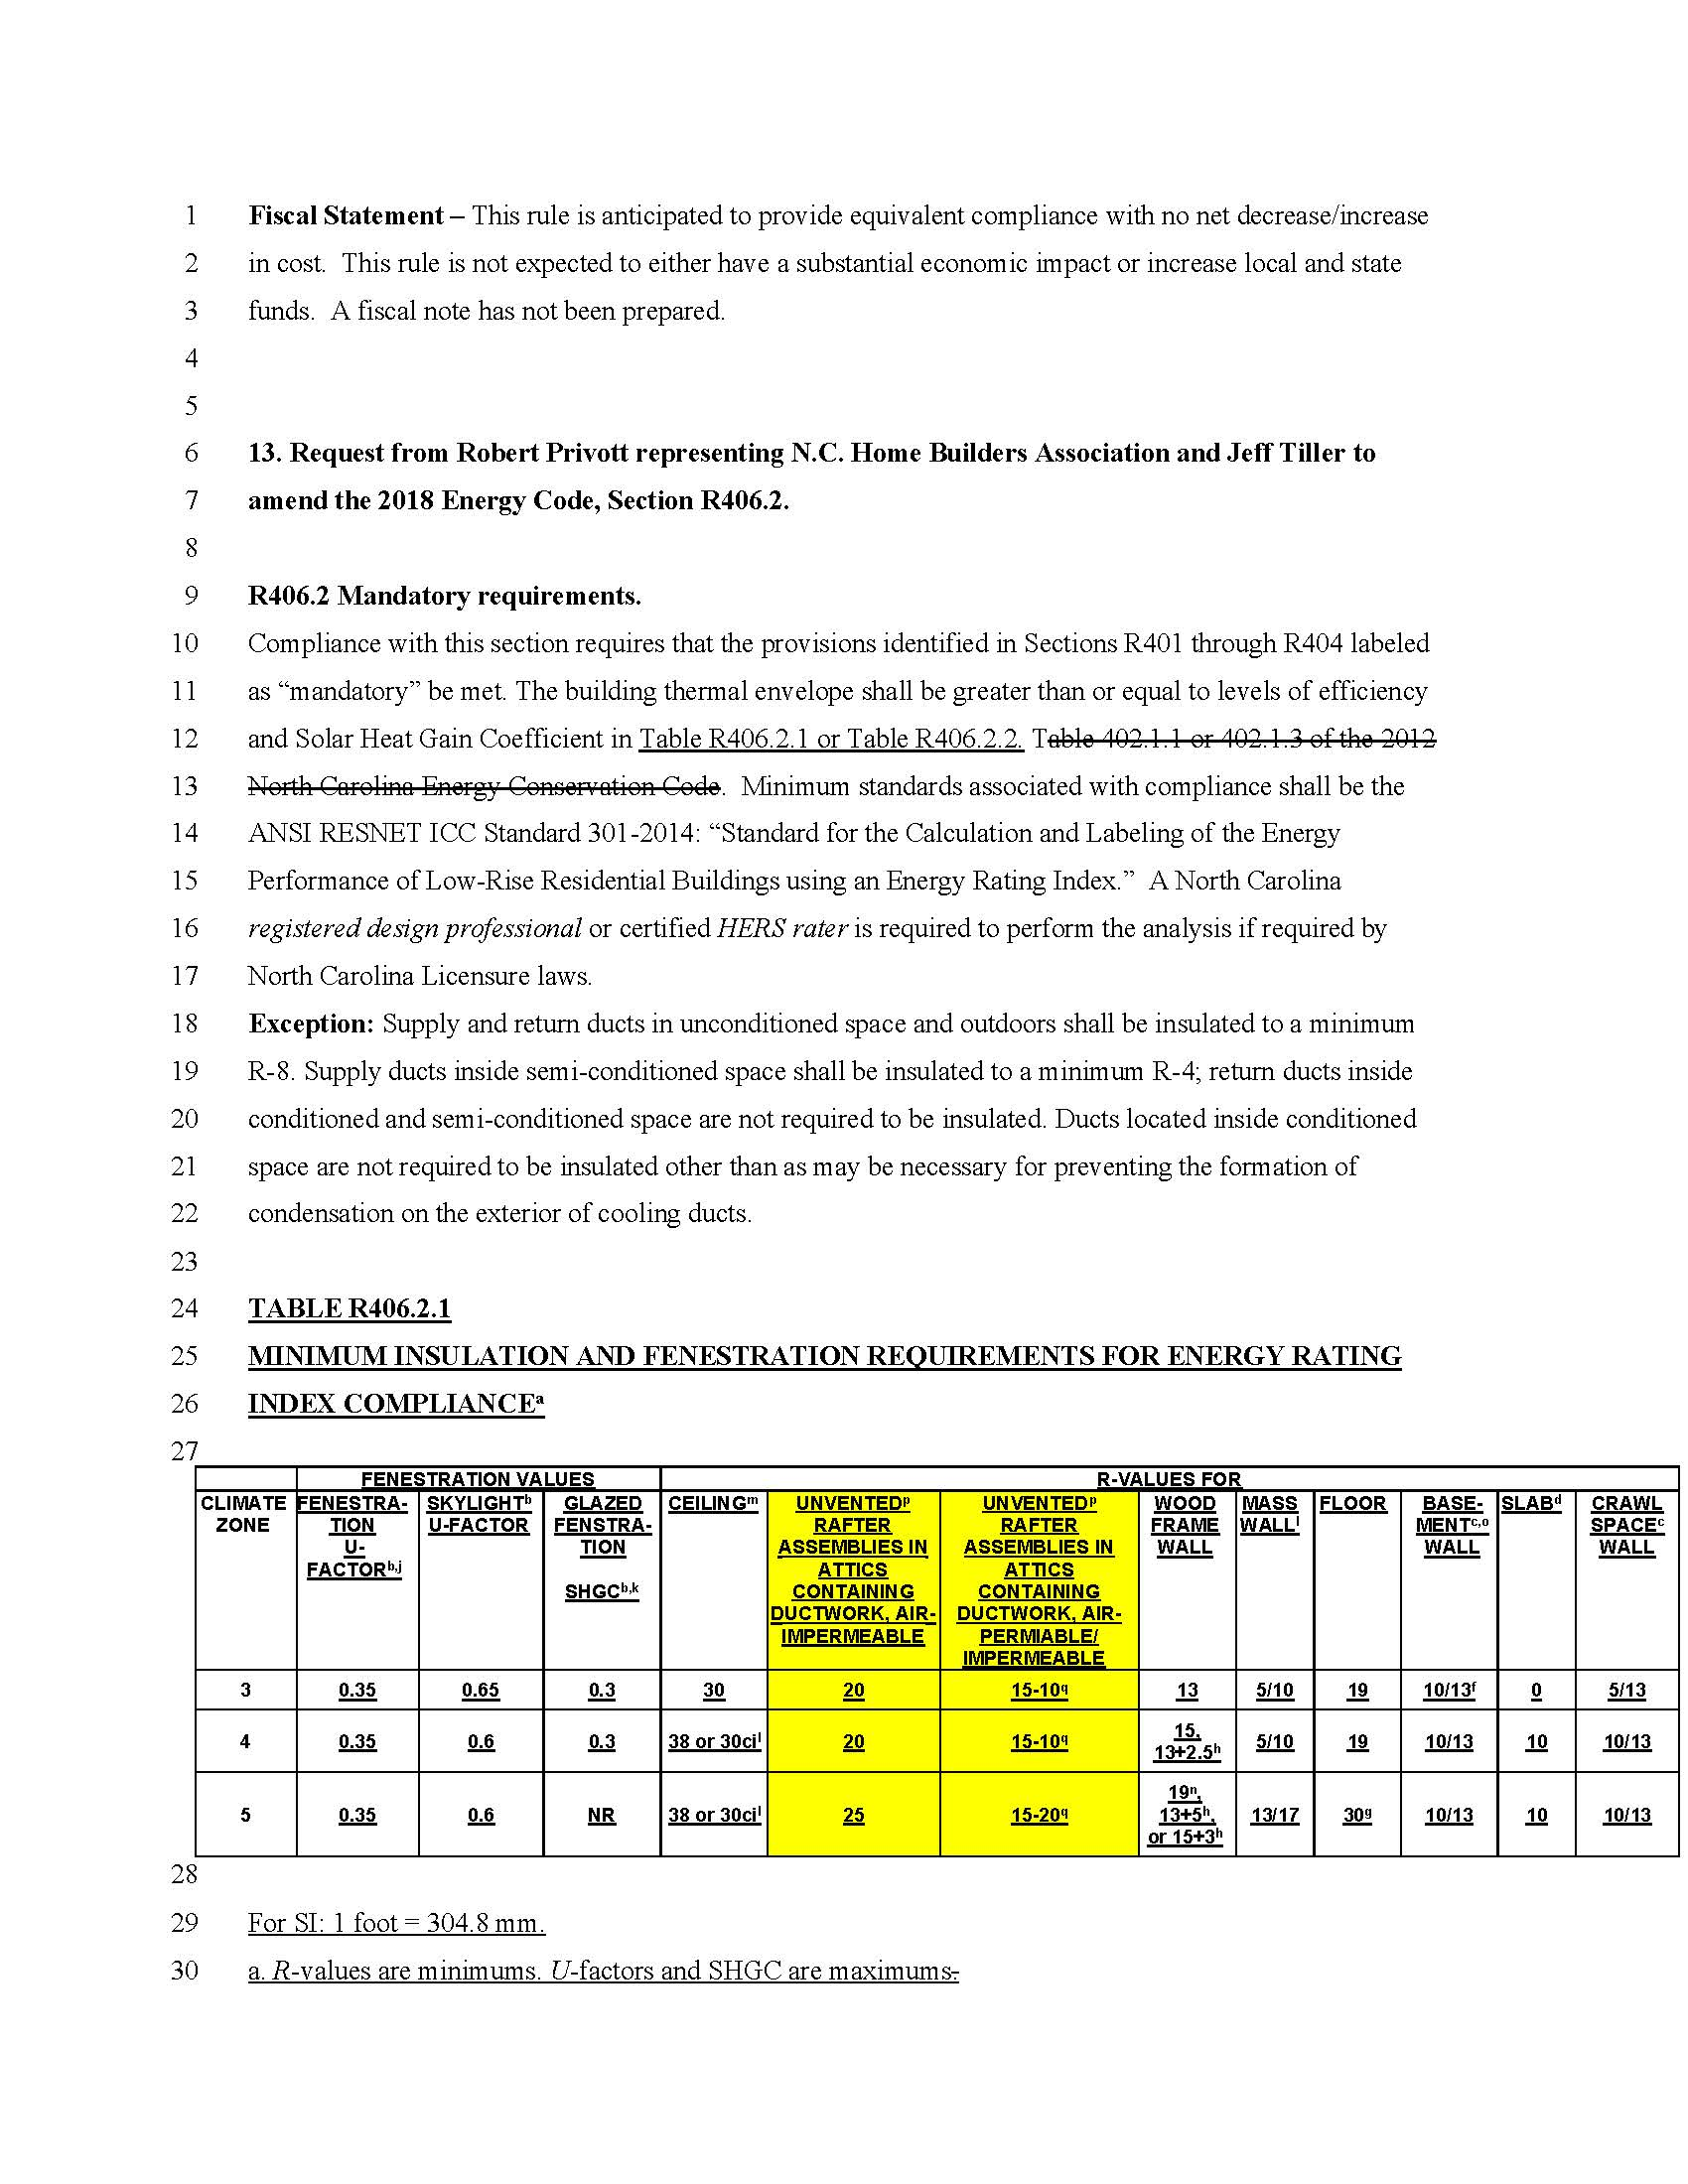 1 Fiscal Statement – This rule is anticipated to provide equivalent compliance with no net decrease/increase
2 in cost.  This rule is not expected to either have a substantial economic impact or increase local and state
3 funds.  A fiscal note has not been prepared.
4
5
6 13. Request from Robert Privott representing N.C. Home Builders Association and Jeff Tiller to
7 amend the 2018 Energy Code, Section R406.2.
8
9 R406.2 Mandatory requirements.
10 Compliance with this section requires that the provisions identified in Sections R401 through R404 labeled
11 as “mandatory” be met. The building thermal envelope shall be greater than or equal to levels of efficiency
12 and Solar Heat Gain Coefficient in Table R406.2.1 or Table R406.2.2. Table 402.1.1 or 402.1.3 of the 2012
13 North Carolina Energy Conservation Code.  Minimum standards associated with compliance shall be the
14 ANSI RESNET ICC Standard 301-2014: “Standard for the Calculation and Labeling of the Energy
15 Performance of Low-Rise Residential Buildings using an Energy Rating Index.”  A North Carolina
16 registered design professional or certified HERS rater is required to perform the analysis if required by
17 North Carolina Licensure laws.
18 Exception: Supply and return ducts in unconditioned space and outdoors shall be insulated to a minimum
19 R-8. Supply ducts inside semi-conditioned space shall be insulated to a minimum R-4; return ducts inside
20 conditioned and semi-conditioned space are not required to be insulated. Ducts located inside conditioned
21 space are not required to be insulated other than as may be necessary for preventing the formation of
22 condensation on the exterior of cooling ducts.
23
24 TABLE R406.2.1
25 MINIMUM INSULATION AND FENESTRATION REQUIREMENTS FOR ENERGY RATING
26 INDEX COMPLIANCEa
27
FENESTRATION VALUES R-VALUES FOR
CLIMATE ZONE
FENESTRA-
TION
U-
FACTORb,j
SKYLIGHTb
U-FACTOR
GLAZED
FENSTRA-
TION
SHGCb,k
CEILINGm
UNVENTEDp
RAFTER
ASSEMBLIES IN
ATTICS
CONTAINING
DUCTWORK, AIR-
IMPERMEABLE
UNVENTEDp
RAFTER
ASSEMBLIES IN
ATTICS
CONTAINING
DUCTWORK, AIR-
PERMIABLE/
IMPERMEABLE
WOOD
FRAME
WALL
MASS
WALLi
FLOOR
BASE-
MENTc,o
WALL
SLABd
CRAWL
SPACEc
WALL
3 0.35 0.65 0.3 30 20 15-10q 13 5/10 19 10/13f 0 5/13
4 0.35 0.6 0.3 38 or 30cil 20 15-10q 15, 13+2.5h 5/10 19 10/13 10 10/13
5 0.35 0.6 NR 38 or 30cil 25 15-20q 19n, 13+5h, or 15+3h 13/17 30g 10/13 10 10/13
28
29 For SI: 1 foot = 304.8 mm.
30 a. R-values are minimums. U-factors and SHGC are maximums.